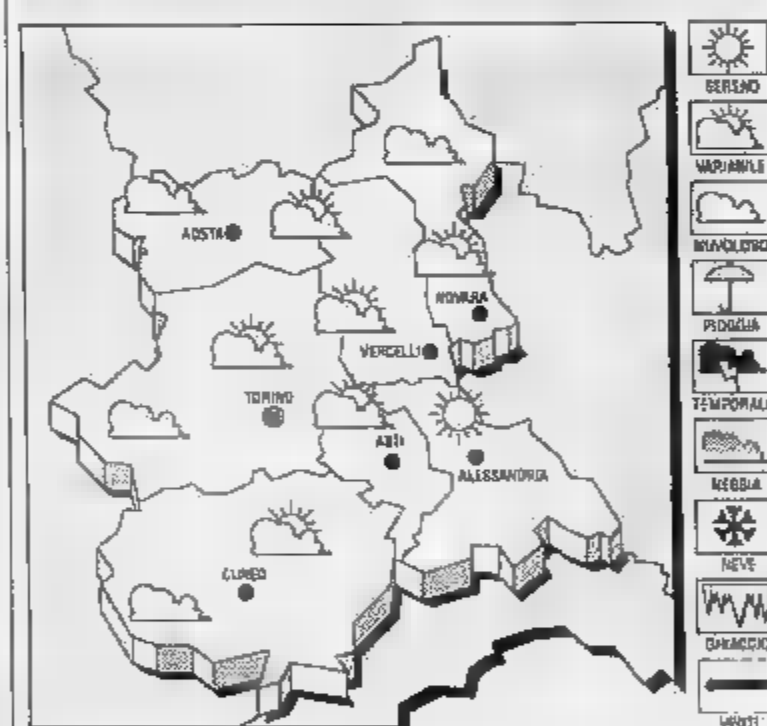 SERENO
VARIABILE
NUVOLOSO
AOSTA
PIOGGIA
NOVARA
VERCELLI
TEMPORALE
TORINO
ASTI
ALESSANDRIA
NEBBIA
NEVE
CUNEO
GHIACCIO
VENTI